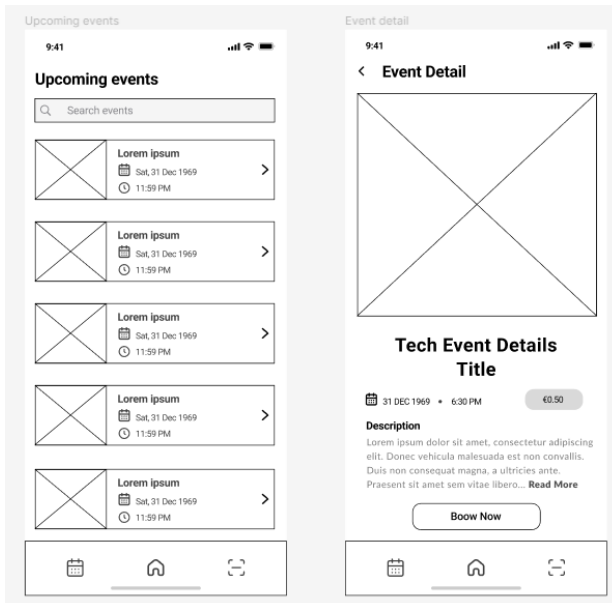 Upcoming events
9:41
Upcoming events
Search events
Lorem ipsum
Sat, 31 Dec 1969
11:59 PM
Lorem ipsum
Sat, 31 Dec 1969
11:59 PM
Lorem ipsum
Sat, 31 Dec 1969
11:59 PM
Lorem ipsum
Sat, 31 Dec 1969
11:59 PM
Lorem ipsum
Sat, 31 Dec 1969
11:59 PM
Event detail
9:41
Event Detail
Tech Event Details
Title
31 DEC 1969 • 6:30 PM
€0.50
Description
Lorem ipsum dolor sit amet, consectetur adipiscing
elit. Donec vehicula malesuada est non convallis.
Duis non consequat magna, a ultricies ante.
Praesent sit amet sem vitae libero... Read More
Boow Now